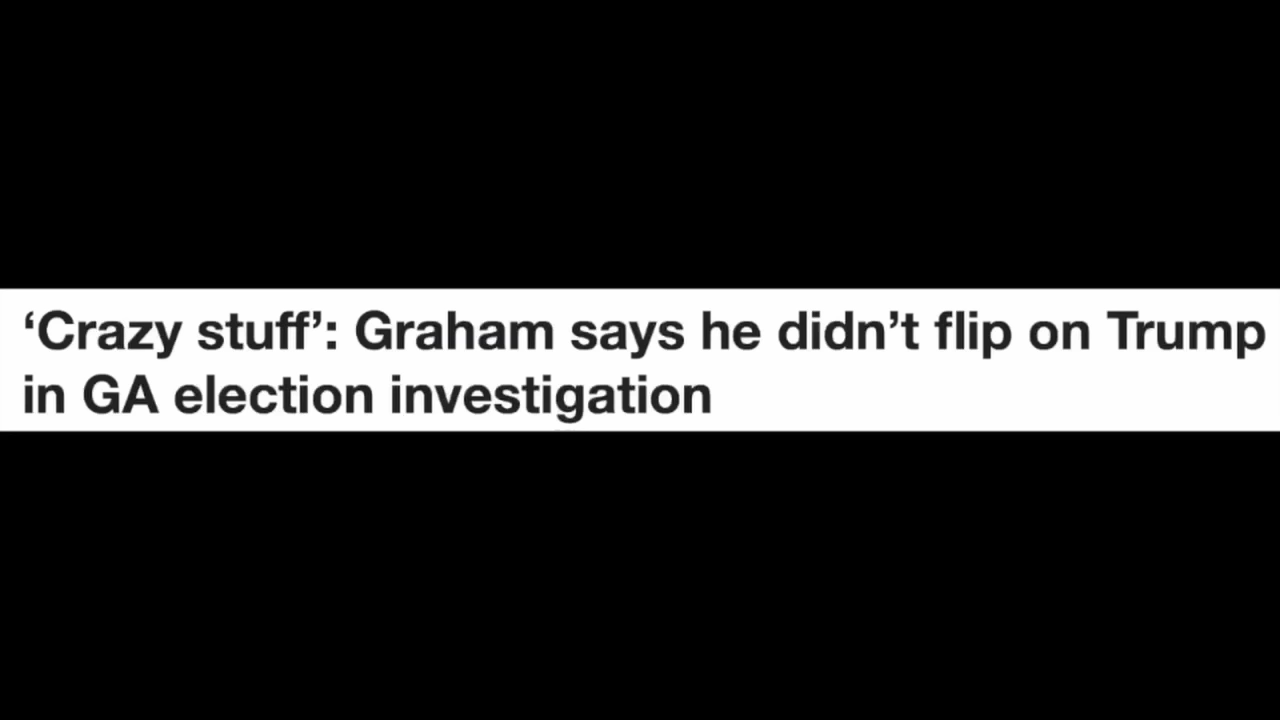 ‘Crazy stuff’: Graham says he didn’t flip on Trump
in GA election investigation